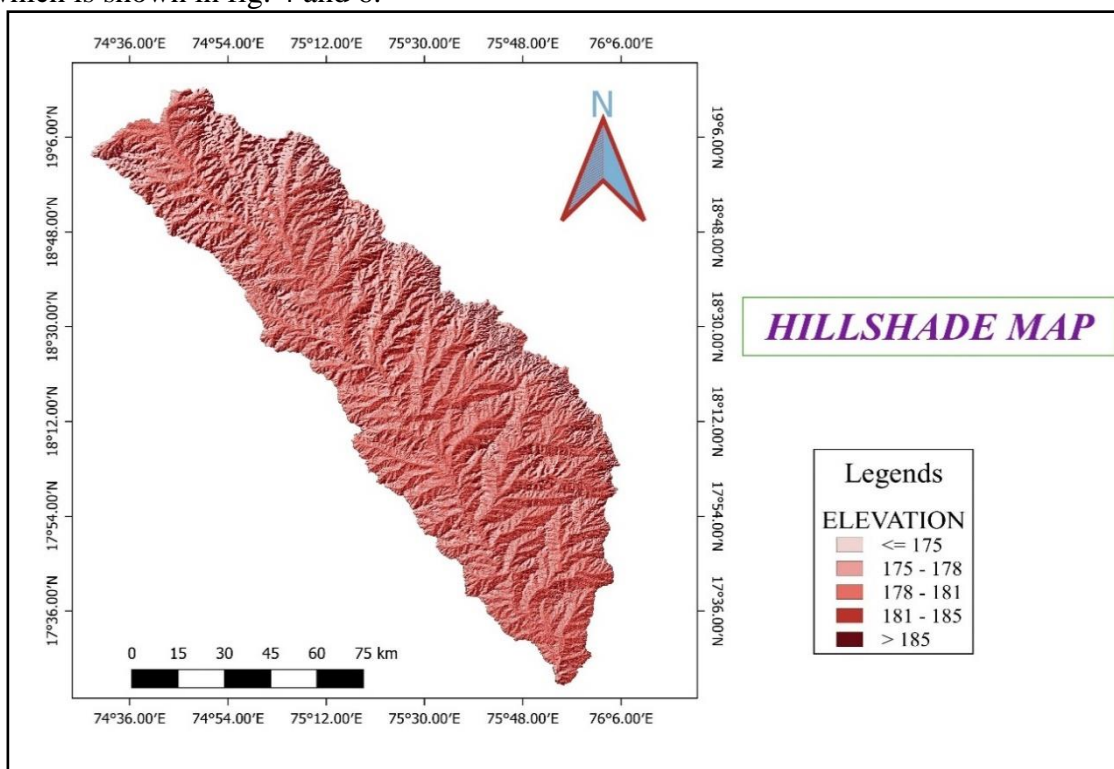 which is shown in fig. 4 and 6.
74°36.00′E 74°54.00′E 75°12.00′E 75°30.00′E 75°48.00′E 76°6.00′E
N
19°6.00′N 19°6.00′N
18°48.00′N 18°48.00′N
18°30.00′N 18°30.00′N
HILLSHADE MAP
18°12.00′N 18°12.00′N
Legends
17°54.00′N 17°54.00′N
ELEVATION
<= 175
175 - 178
178 - 181
17°36.00′N 17°36.00′N
181 - 185
> 185
0 15 30 45 60 75 km
74°36.00′E 74°54.00′E 75°12.00′E 75°30.00′E 75°48.00′E 76°6.00′E